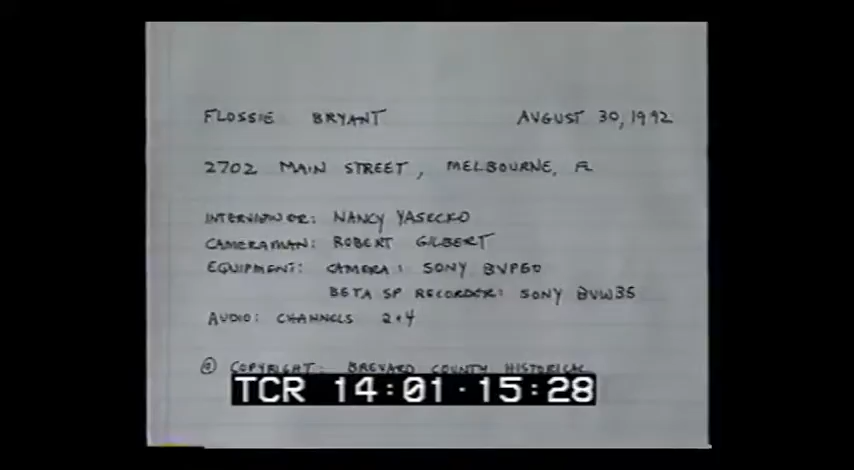 FLOSSIE BRYANT AUGUST 30, 1992
2702 MAIN STREET, MELBOURNE, FL
INTERVIEWER: NANCY YASECKO
CAMERAMAN: ROBERT GILBERT
EQUIPMENT: CAMERA: SONY BVP50
BETA SP RECORDER: SONY BVW35
AUDIO: CHANNELS 2+4
© COPYRIGHT: BREVARD COUNTY HISTORICAL
TCR 14:01·15:28